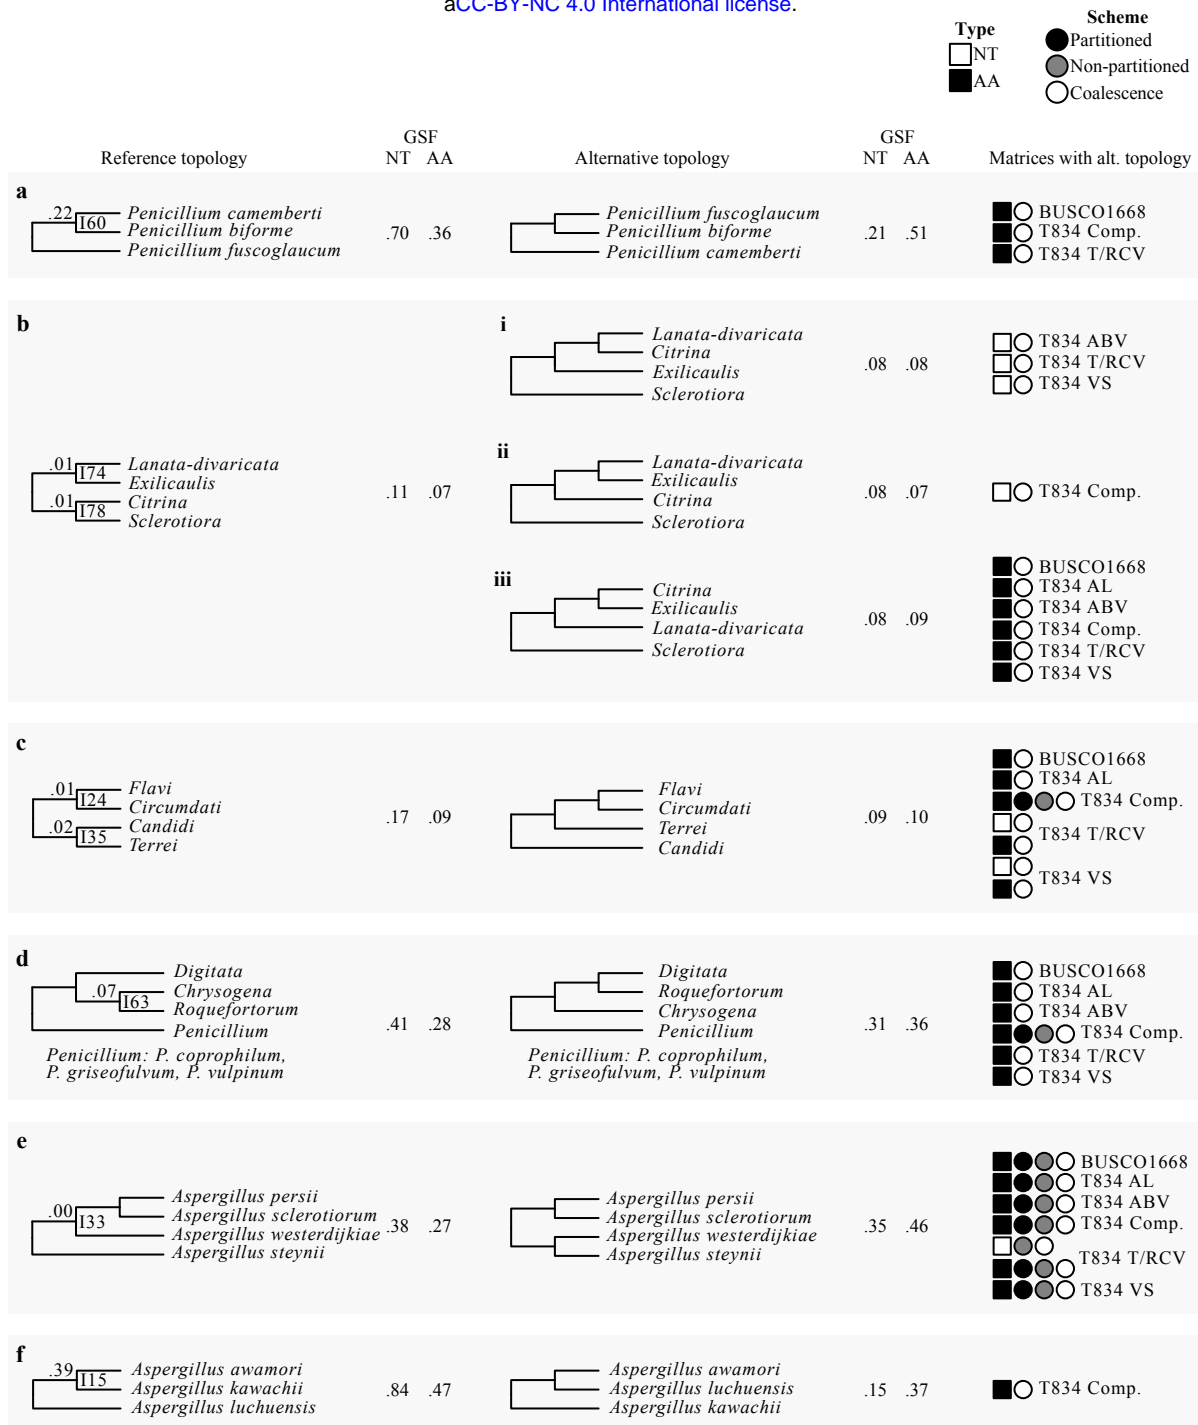 aCC-BY-NC 4.0 International license.
Type
NT
AA
Scheme
Partitioned
Non-partitioned
Coalescence
Reference topology
GSF
NT AA
Alternative topology
GSF
NT AA
Matrices with alt. topology
a
.22
I60
Penicillium camemberti
Penicillium biforme
Penicillium fuscoglaucum
.70 .36
Penicillium fuscoglaucum
Penicillium biforme
Penicillium camemberti
.21 .51
BUSCO1668
T834 Comp.
T834 T/RCV
b
.01
I74
.01
I78
Lanata-divaricata
Exilicaulis
Citrina
Sclerotiora
.11 .07
i
Lanata-divaricata
Citrina
Exilicaulis
Sclerotiora
.08 .08
T834 ABV
T834 T/RCV
T834 VS
ii
Lanata-divaricata
Exilicaulis
Citrina
Sclerotiora
.08 .07
T834 Comp.
iii
Citrina
Exilicaulis
Lanata-divaricata
Sclerotiora
.08 .09
BUSCO1668
T834 AL
T834 ABV
T834 Comp.
T834 T/RCV
T834 VS
c
.01
I24
.02
I35
Flavi
Circumdati
Candidi
Terrei
.17 .09
Flavi
Circumdati
Terrei
Candidi
.09 .10
BUSCO1668
T834 AL
T834 Comp.
T834 T/RCV
T834 VS
d
.07
I63
Digitata
Chrysogena
Roquefortorum
Penicillium
Penicillium: P. coprophilum,
P. griseofulvum, P. vulpinum
.41 .28
Digitata
Roquefortorum
Chrysogena
Penicillium
Penicillium: P. coprophilum,
P. griseofulvum, P. vulpinum
.31 .36
BUSCO1668
T834 AL
T834 ABV
T834 Comp.
T834 T/RCV
T834 VS
e
.00
I33
Aspergillus persii
Aspergillus sclerotiorum
Aspergillus westerdijkiae
Aspergillus steynii
.38 .27
Aspergillus persii
Aspergillus sclerotiorum
Aspergillus westerdijkiae
Aspergillus steynii
.35 .46
BUSCO1668
T834 AL
T834 ABV
T834 Comp.
T834 T/RCV
T834 VS
f
.39
I15
Aspergillus awamori
Aspergillus kawachii
Aspergillus luchuensis
.84 .47
Aspergillus awamori
Aspergillus luchuensis
Aspergillus kawachii
.15 .37
T834 Comp.